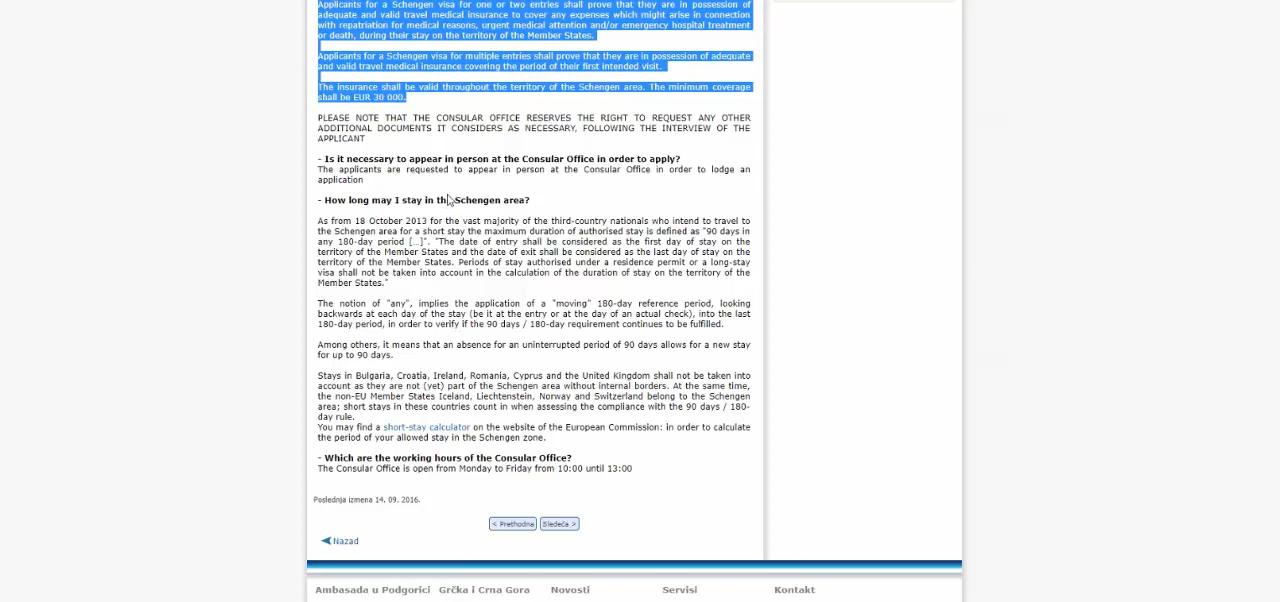 Applicants for a Schengen visa for one or two entries shall prove that they are in possession of
adequate and valid travel medical insurance to cover any expenses which might arise in connection
with repatriation for medical reasons, urgent medical attention and/or emergency hospital treatment
or death, during their stay on the territory of the Member States.
Applicants for a Schengen visa for multiple entries shall prove that they are in possession of adequate
and valid travel medical insurance covering the period of their first intended visit.
The insurance shall be valid throughout the territory of the Schengen area. The minimum coverage
shall be EUR 30 000.
PLEASE NOTE THAT THE CONSULAR OFFICE RESERVES THE RIGHT TO REQUEST ANY OTHER
ADDITIONAL DOCUMENTS IT CONSIDERS AS NECESSARY, FOLLOWING THE INTERVIEW OF THE
APPLICANT
- Is it necessary to appear in person at the Consular Office in order to apply?
The applicants are requested to appear in person at the Consular Office in order to lodge an
application
- How long may I stay in the Schengen area?
As from 18 October 2013 for the vast majority of the third-country nationals who intend to travel to
the Schengen area for a short stay the maximum duration of authorised stay is defined as "90 days in
any 180-day period […]". "The date of entry shall be considered as the first day of stay on the
territory of the Member States and the date of exit shall be considered as the last day of stay on the
territory of the Member States. Periods of stay authorised under a residence permit or a long-stay
visa shall not be taken into account in the calculation of the duration of stay on the territory of the
Member States."
The notion of "any", implies the application of a "moving" 180-day reference period, looking
backwards at each day of the stay (be it at the entry or at the day of an actual check), into the last
180-day period, in order to verify if the 90 days / 180-day requirement continues to be fulfilled.
Among others, it means that an absence for an uninterrupted period of 90 days allows for a new stay
for up to 90 days.
Stays in Bulgaria, Croatia, Ireland, Romania, Cyprus and the United Kingdom shall not be taken into
account as they are not (yet) part of the Schengen area without internal borders. At the same time,
the non-EU Member States Iceland, Liechtenstein, Norway and Switzerland belong to the Schengen
area; short stays in these countries count in when assessing the compliance with the 90 days / 180-
day rule.
You may find a short-stay calculator on the website of the European Commission: in order to calculate
the period of your allowed stay in the Schengen zone.
- Which are the working hours of the Consular Office?
The Consular Office is open from Monday to Friday from 10:00 until 13:00
Poslednja izmena 14. 09. 2016.
< Prethodna Sledeća >
Nazad
Ambasada u Podgorici Grčka i Crna Gora Novosti Servisi Kontakt